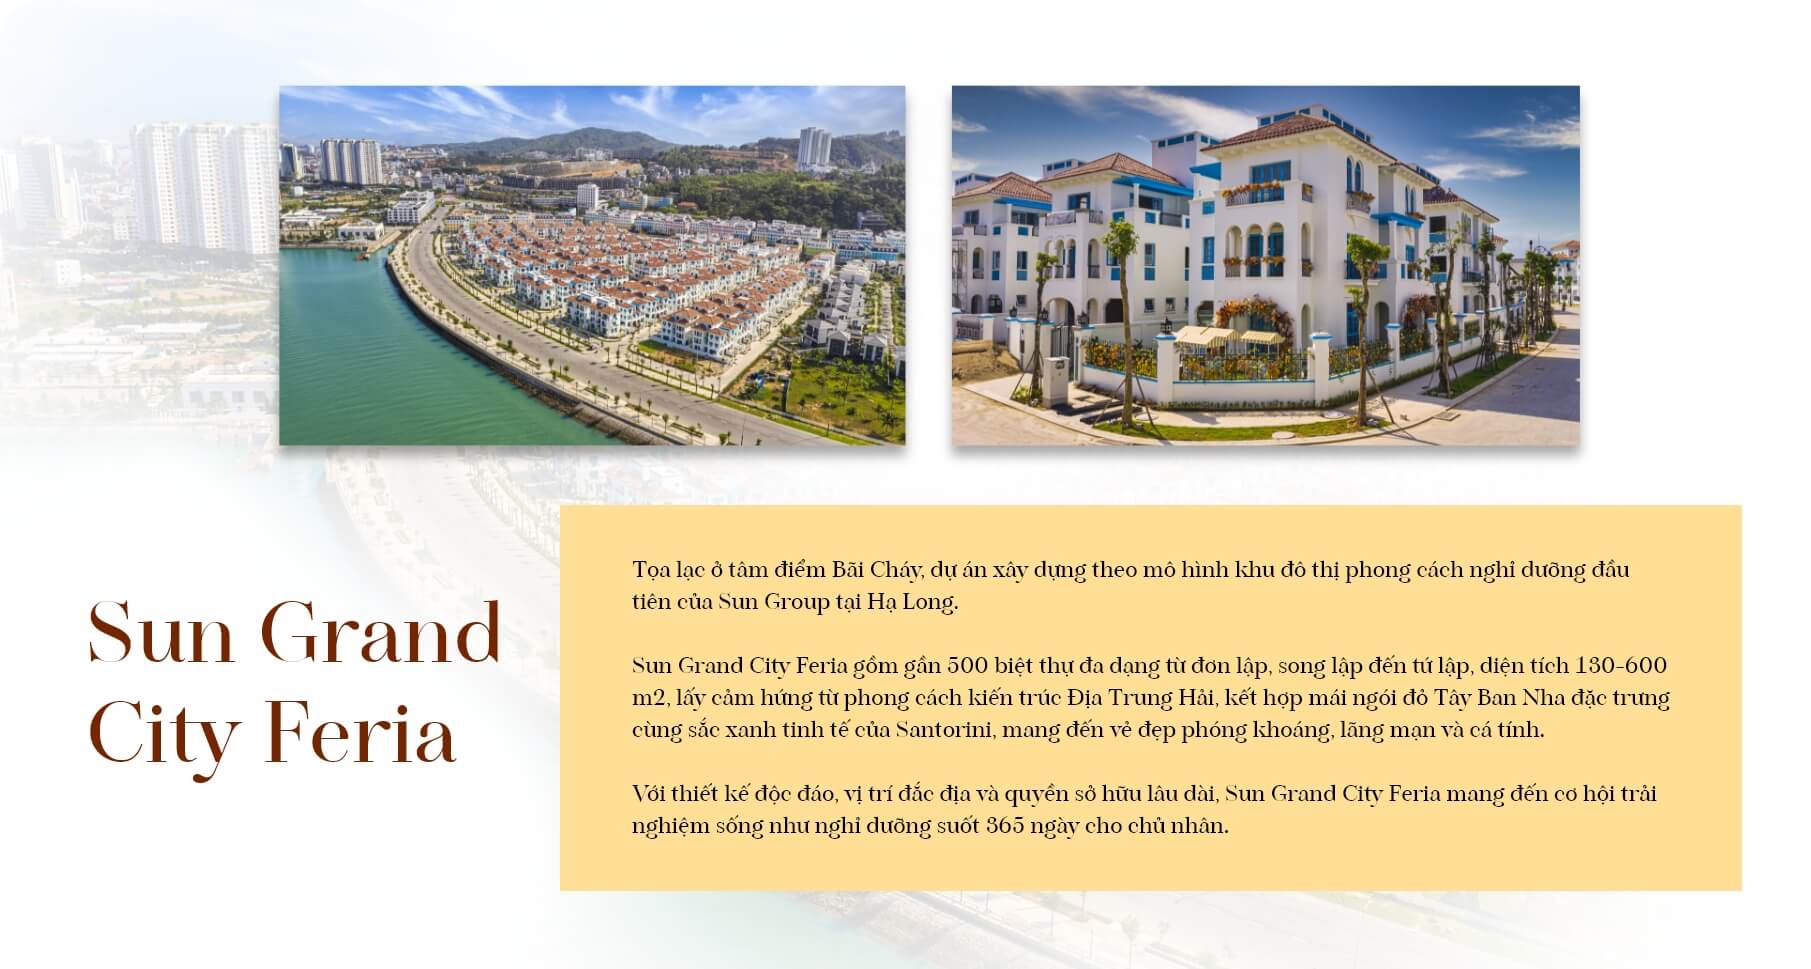 Sun Grand
City Feria
Tọa lạc ở tâm điểm Bãi Cháy, dự án xây dựng theo mô hình khu đô thị phong cách nghỉ dưỡng đầu
tiên của Sun Group tại Hạ Long.
Sun Grand City Feria gồm gần 500 biệt thự đa dạng từ đơn lập, song lập đến tứ lập, diện tích 130-600
m2, lấy cảm hứng từ phong cách kiến trúc Địa Trung Hải, kết hợp mái ngói đỏ Tây Ban Nha đặc trưng
cùng sắc xanh tinh tế của Santorini, mang đến vẻ đẹp phóng khoáng, lãng mạn và cá tính.
Với thiết kế độc đáo, vị trí đắc địa và quyền sở hữu lâu dài, Sun Grand City Feria mang đến cơ hội trải
nghiệm sống như nghỉ dưỡng suốt 365 ngày cho chủ nhân.